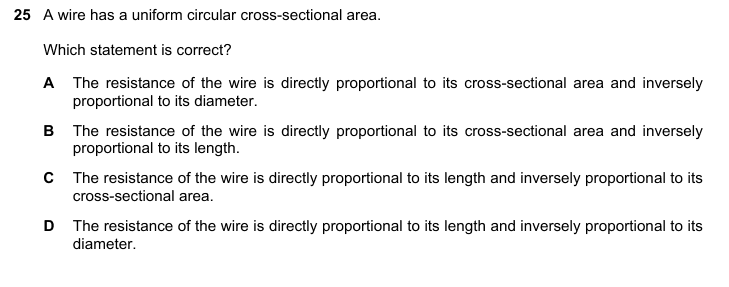 25 A wire has a uniform circular cross-sectional area.
Which statement is correct?
A The resistance of the wire is directly proportional to its cross-sectional area and inversely
proportional to its diameter.
B The resistance of the wire is directly proportional to its cross-sectional area and inversely
proportional to its length.
C The resistance of the wire is directly proportional to its length and inversely proportional to its
cross-sectional area.
D The resistance of the wire is directly proportional to its length and inversely proportional to its
diameter.